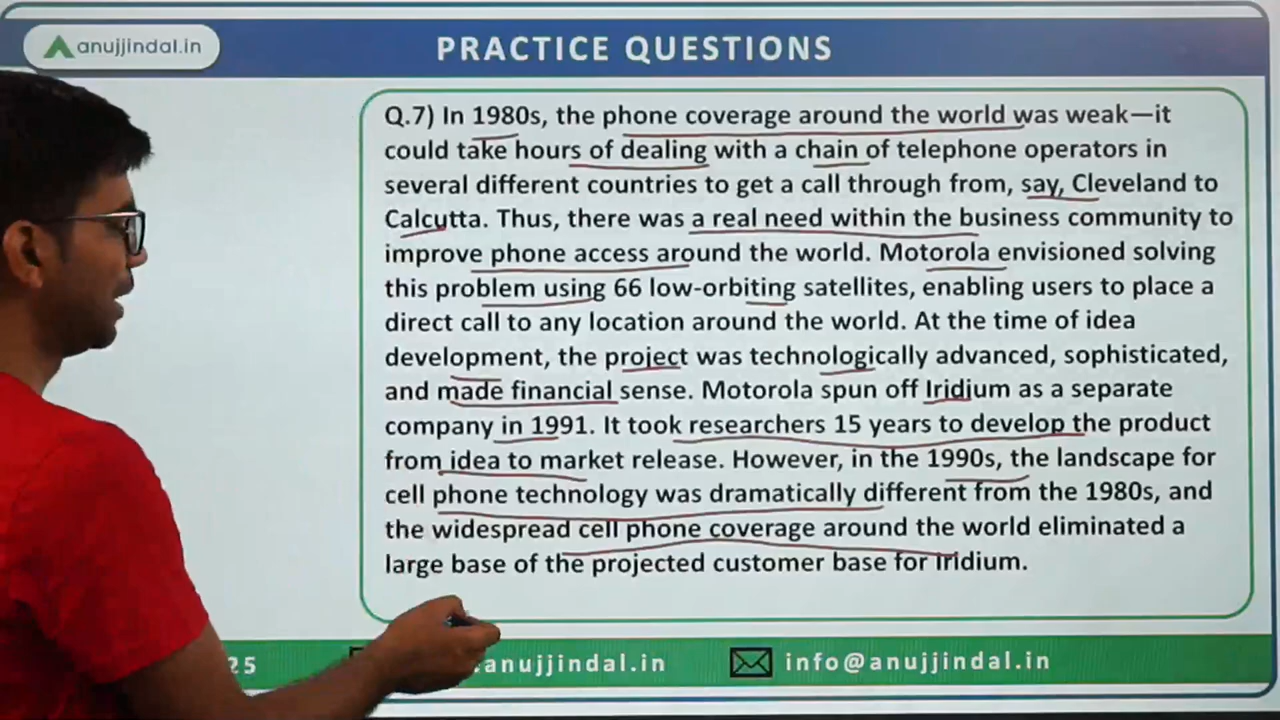 anujjindal.in
PRACTICE QUESTIONS
Q.7) In 1980s, the phone coverage around the world was weak—it
could take hours of dealing with a chain of telephone operators in
several different countries to get a call through from, say, Cleveland to
Calcutta. Thus, there was a real need within the business community to
improve phone access around the world. Motorola envisioned solving
this problem using 66 low-orbiting satellites, enabling users to place a
direct call to any location around the world. At the time of idea
development, the project was technologically advanced, sophisticated,
and made financial sense. Motorola spun off Iridium as a separate
company in 1991. It took researchers 15 years to develop the product
from idea to market release. However, in the 1990s, the landscape for
cell phone technology was dramatically different from the 1980s, and
the widespread cell phone coverage around the world eliminated a
large base of the projected customer base for Iridium.
25
.anujjindal.in
info@anujjindal.in